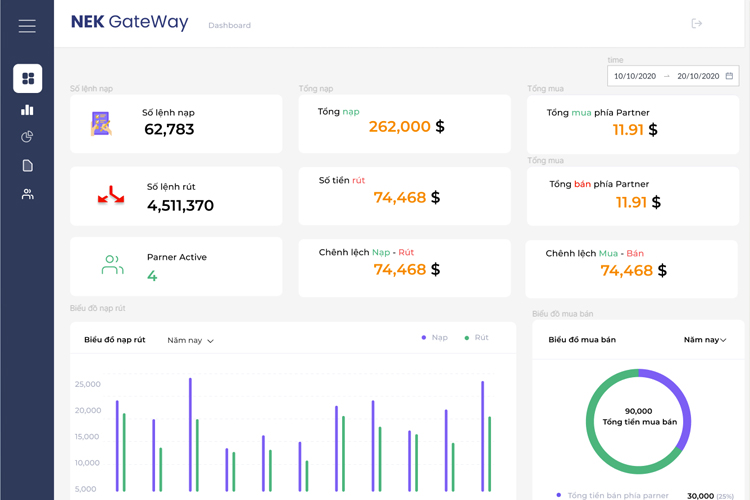 NEK GateWay
Dashboard
time
10/10/2020 → 20/10/2020
Số lệnh nạp
Tổng nạp
Tổng mua
Số lệnh nạp
62,783
Tổng nạp
262,000 $
Tổng mua phía Partner
11.91 $
Tổng mua
Số lệnh rút
4,511,370
Số tiền rút
74,468 $
Tổng bán phía Partner
11.91 $
Parner Active
4
Chênh lệch Nạp - Rút
74,468 $
Chênh lệch Mua - Bán
74,468 $
Biểu đồ nạp rút
Biểu đồ mua bán
Biểu đồ nạp rút
Năm nay
Nạp
Rút
25,000
20,000
15,000
10,000
5,000
Biểu đồ mua bán
Năm nay
90,000
Tổng tiền mua bán
Tổng tiền bán phía partner
30,000 (25%)